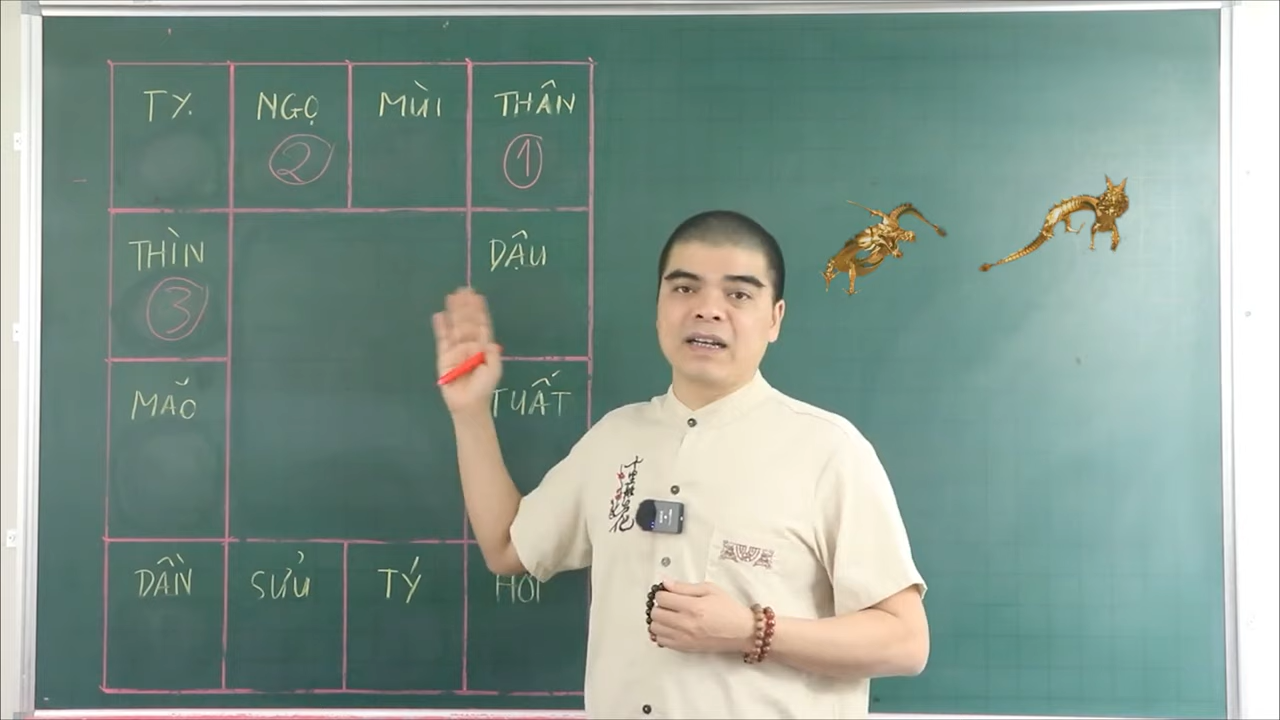 TỴ
NGỌ
MÙI
THÂN
2
1
THÌN
DẬU
3
MÃO
TUẤT
DẦN
SỬU
TÝ
HỢI